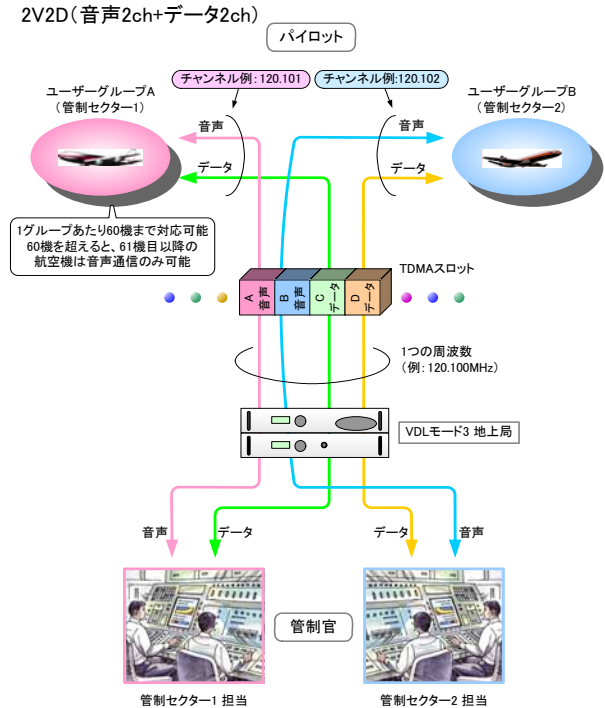 2V2D(音声2ch+データ2ch)
パイロット
チャンネル例:120.101
チャンネル例:120.102
ユーザーグループA
(管制セクター1)
ユーザーグループB
(管制セクター2)
音声
音声
データ
データ
1グループあたり60機まで対応可能
60機を超えると、61機目以降の
航空機は音声通信のみ可能
TDMAスロット
A
音声
B
音声
C
データ
D
データ
1つの周波数
(例:120.100MHz)
VDLモード3 地上局
音声
データ
データ
音声
管制官
管制セクター1 担当
管制セクター2 担当